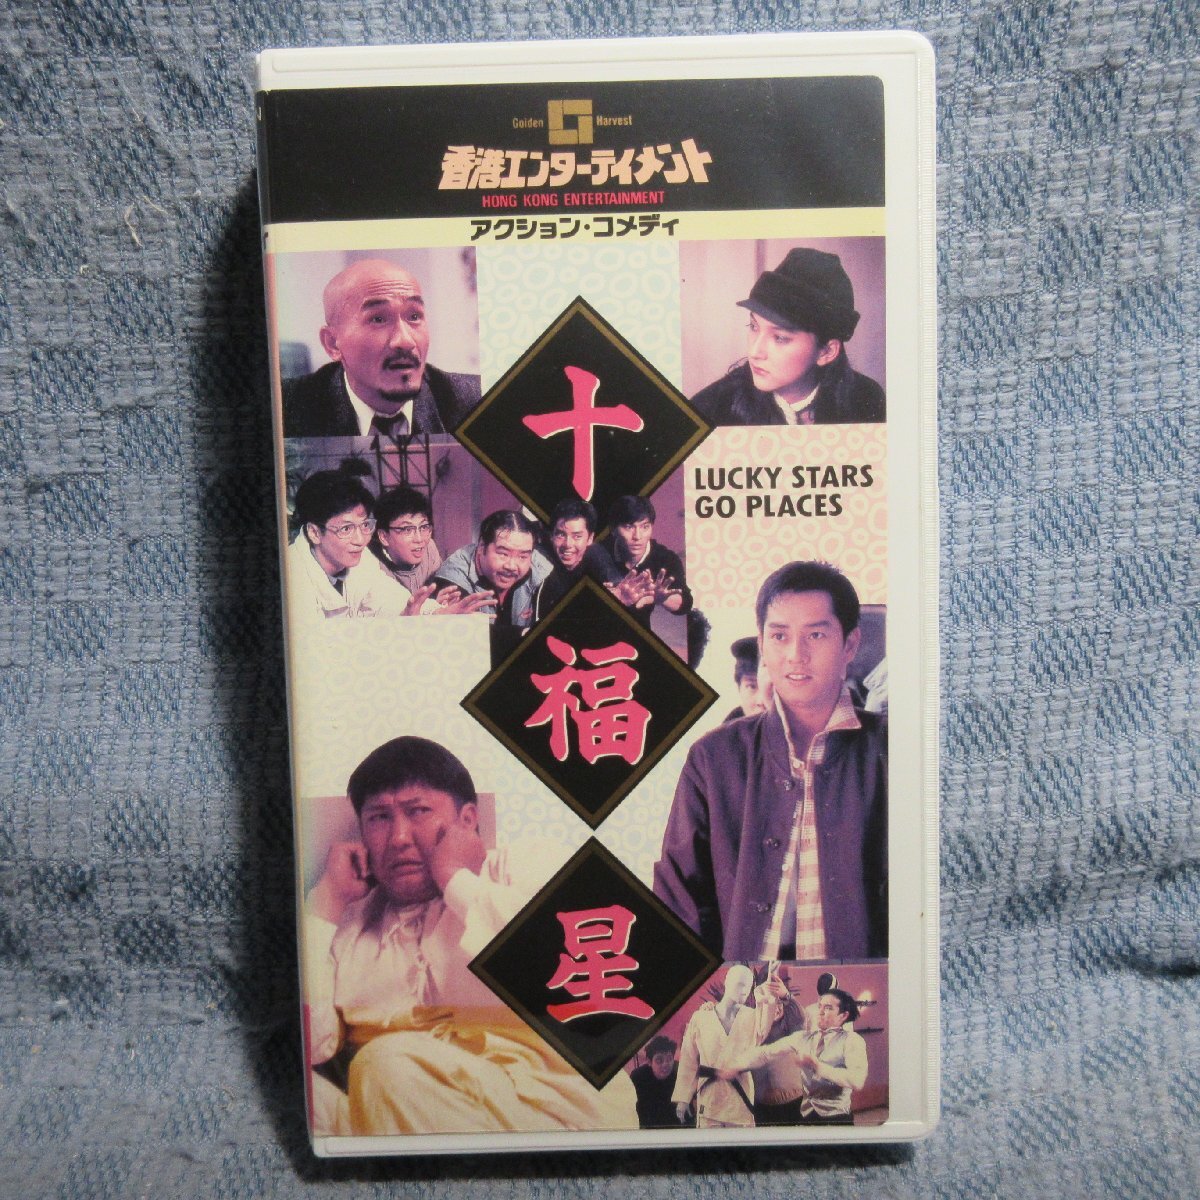 Golden Harvest
香港エンターテイメント
HONG KONG ENTERTAINMENT
アクション・コメディ
十福星
LUCKY STARS
GO PLACES